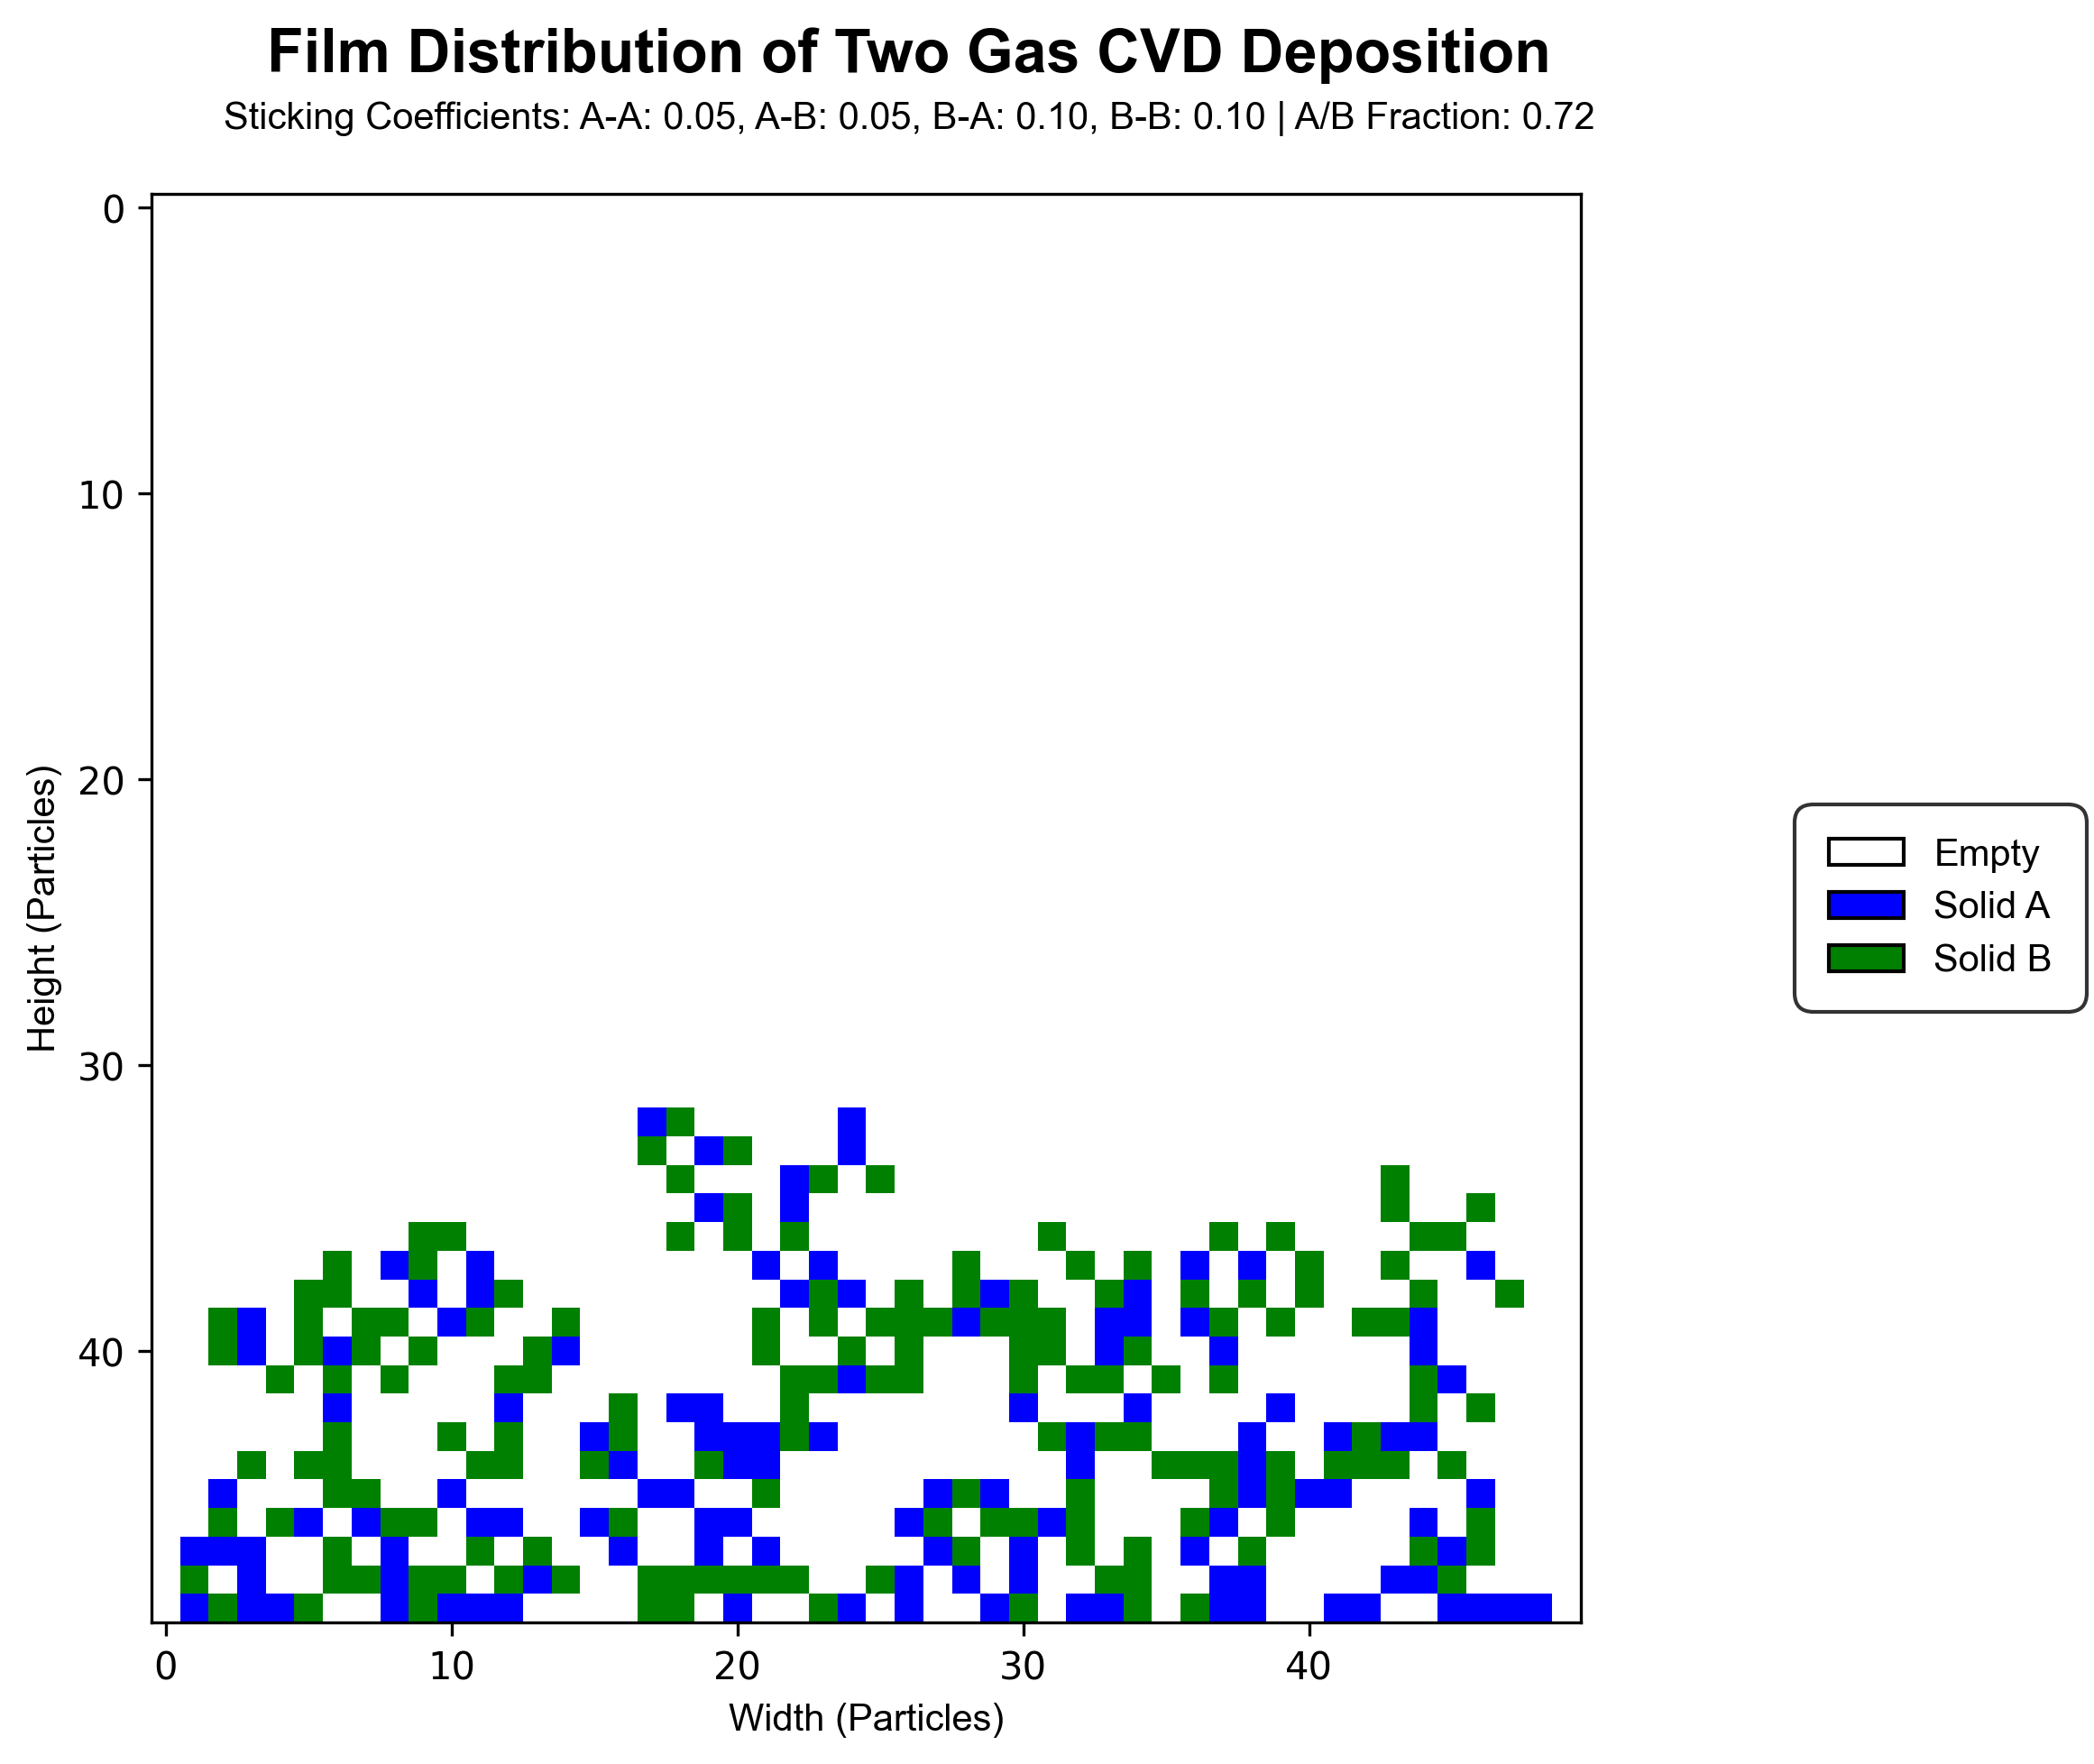 Film Distribution of Two Gas CVD Deposition
Sticking Coefficients: A-A: 0.05, A-B: 0.05, B-A: 0.10, B-B: 0.10 | A/B Fraction: 0.72
0
10
20
30
40
Height (Particles)
0 10 20 30 40
Width (Particles)
Empty
Solid A
Solid B